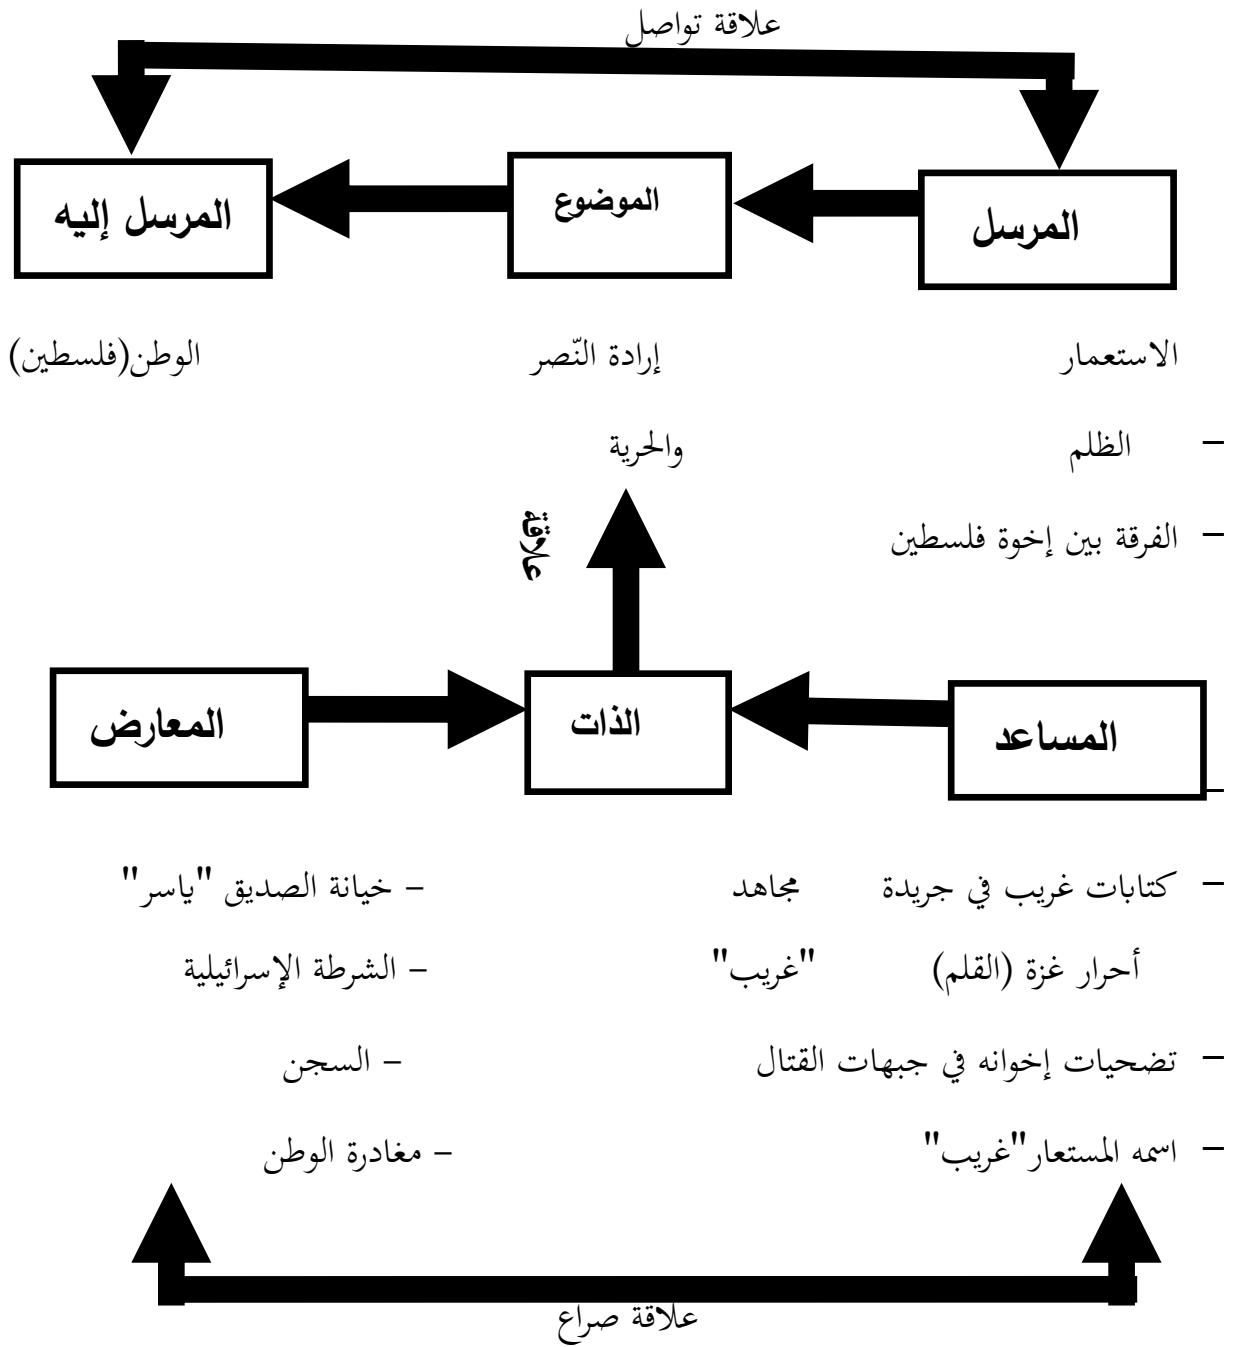 علاقة تواصل
المرسل الموضوع المرسل إليه
الاستعمار إرادة النّصر الوطن(فلسطين)
– الظلم والحرية
– الفرقة بين إخوة فلسطين
علاقة
المساعد الذات المعارض
–
– كتابات غريب في جريدة مجاهد – خيانة الصديق "ياسر"
أحرار غزة (القلم) "غريب" – الشرطة الإسرائيلية
– تضحيات إخوانه في جبهات القتال – السجن
– اسمه المستعار"غريب" – مغادرة الوطن
علاقة صراع